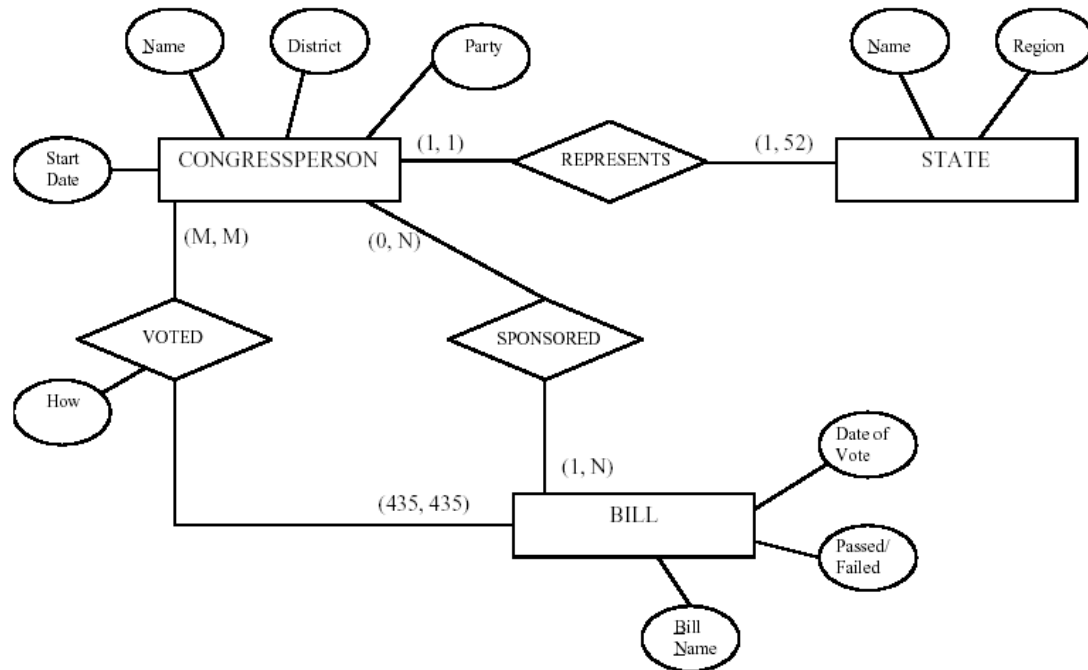 Name
District
Party
Name
Region
Start
Date
CONGRESSPERSON
(1, 1)
REPRESENTS
(1, 52)
STATE
(M, M)
(0, N)
VOTED
SPONSORED
How
Date of
Vote
(1, N)
(435, 435)
BILL
Passed/
Failed
Bill
Name